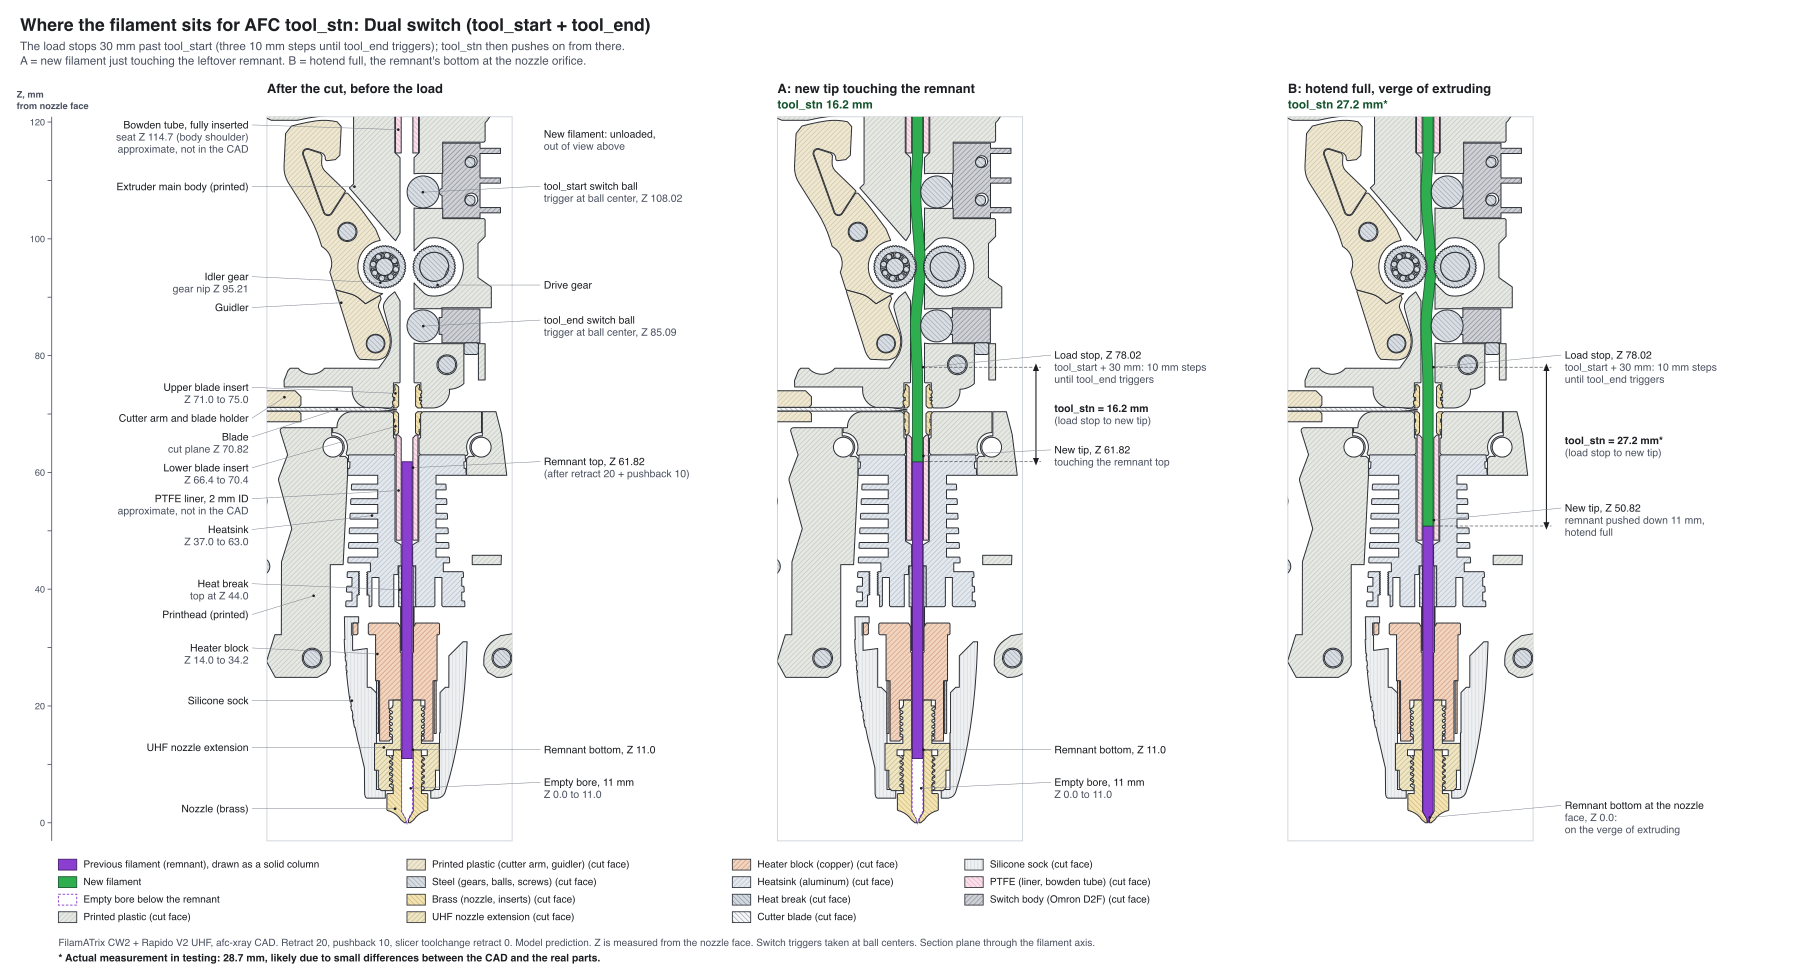 Where the filament sits for AFC tool_stn: Dual switch (tool_start + tool_end)
The load stops 30 mm past tool_start (three 10 mm steps until tool_end triggers); tool_stn then pushes on from there.
A = new filament just touching the leftover remnant. B = hotend full, the remnant's bottom at the nozzle orifice.
Z, mm
from nozzle face
120
100
80
60
40
20
0
After the cut, before the load
Bowden tube, fully inserted
seat Z 114.7 (body shoulder)
approximate, not in the CAD
Extruder main body (printed)
Idler gear
gear nip Z 95.21
Guidler
Upper blade insert
Z 71.0 to 75.0
Cutter arm and blade holder
Blade
cut plane Z 70.82
Lower blade insert
Z 66.4 to 70.4
PTFE liner, 2 mm ID
approximate, not in the CAD
Heatsink
Z 37.0 to 63.0
Heat break
top at Z 44.0
Printhead (printed)
Heater block
Z 14.0 to 34.2
Silicone sock
UHF nozzle extension
Nozzle (brass)
New filament: unloaded,
out of view above
tool_start switch ball
trigger at ball center, Z 108.02
Drive gear
tool_end switch ball
trigger at ball center, Z 85.09
Remnant top, Z 61.82
(after retract 20 + pushback 10)
Remnant bottom, Z 11.0
Empty bore, 11 mm
Z 0.0 to 11.0
A: new tip touching the remnant
tool_stn 16.2 mm
Load stop, Z 78.02
tool_start + 30 mm: 10 mm steps
until tool_end triggers
tool_stn = 16.2 mm
(load stop to new tip)
New tip, Z 61.82
touching the remnant top
Remnant bottom, Z 11.0
Empty bore, 11 mm
Z 0.0 to 11.0
B: hotend full, verge of extruding
tool_stn 27.2 mm*
Load stop, Z 78.02
tool_start + 30 mm: 10 mm steps
until tool_end triggers
tool_stn = 27.2 mm*
(load stop to new tip)
New tip, Z 50.82
remnant pushed down 11 mm,
hotend full
Remnant bottom at the nozzle
face, Z 0.0:
on the verge of extruding
Previous filament (remnant), drawn as a solid column
New filament
Empty bore below the remnant
Printed plastic (cut face)
Printed plastic (cutter arm, guidler) (cut face)
Steel (gears, balls, screws) (cut face)
Brass (nozzle, inserts) (cut face)
UHF nozzle extension (cut face)
Heater block (copper) (cut face)
Heatsink (aluminum) (cut face)
Heat break (cut face)
Cutter blade (cut face)
Silicone sock (cut face)
PTFE (liner, bowden tube) (cut face)
Switch body (Omron D2F) (cut face)
FilamATrix CW2 + Rapido V2 UHF, afc-xray CAD. Retract 20, pushback 10, slicer toolchange retract 0. Model prediction. Z is measured from the nozzle face. Switch triggers taken at ball centers. Section plane through the filament axis.
* Actual measurement in testing: 28.7 mm, likely due to small differences between the CAD and the real parts.